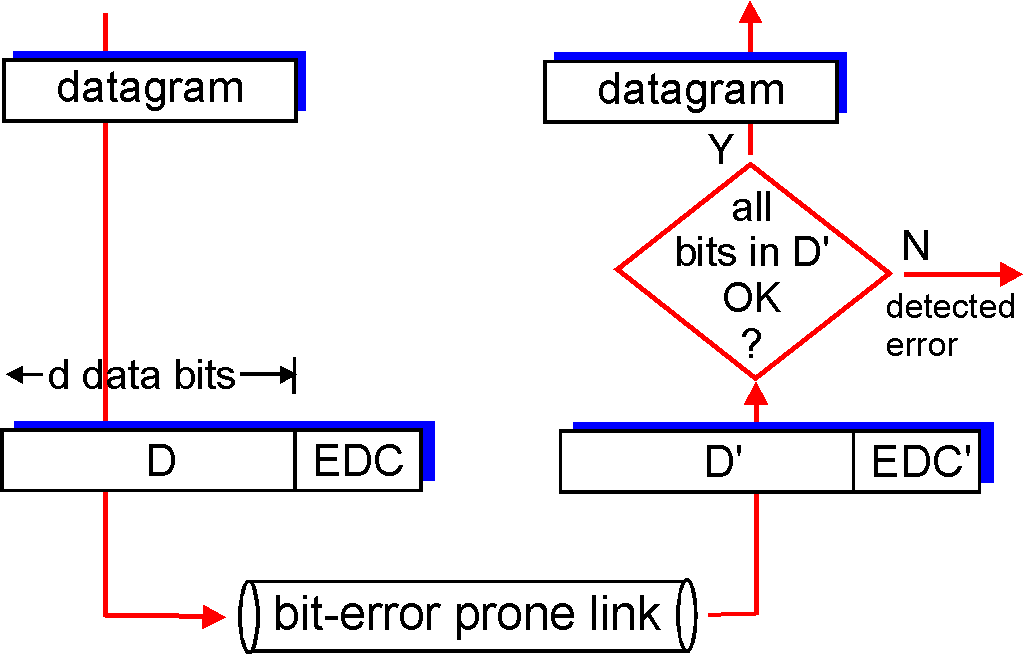 datagram
d data bits
D
EDC
bit-error prone link
datagram
Y
all
bits in D'
OK
?
N
detected
error
D'
EDC'